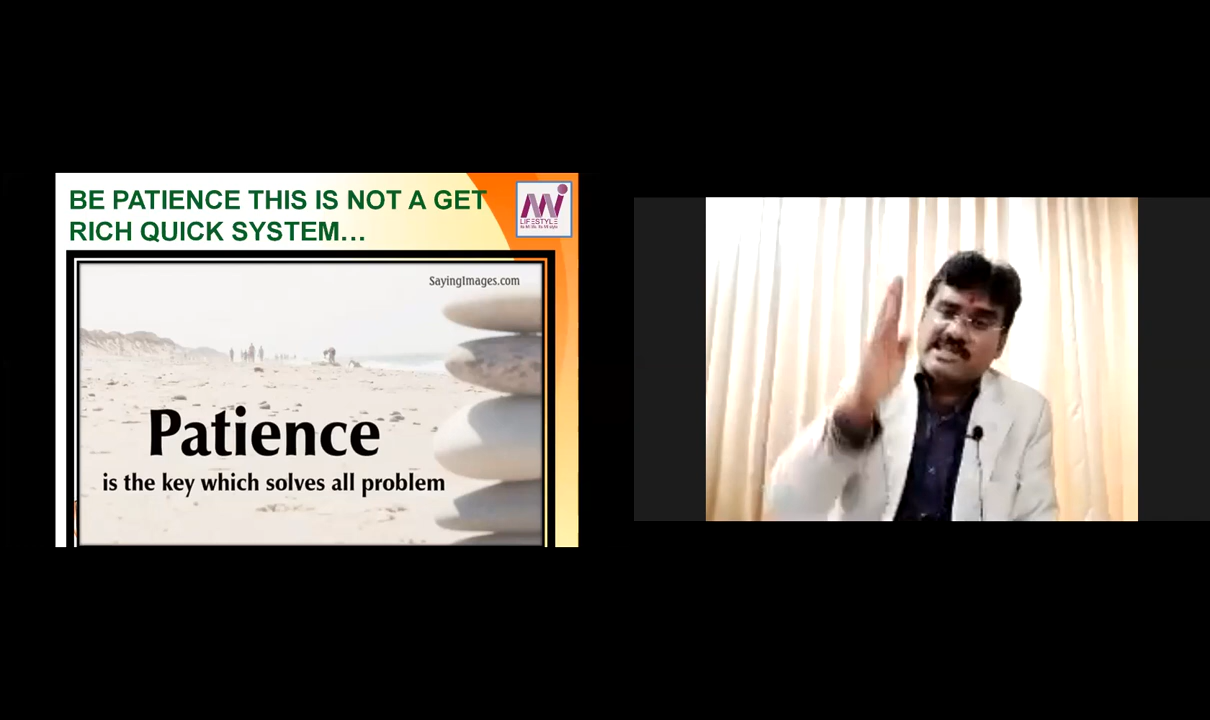 BE PATIENCE THIS IS NOT A GET
RICH QUICK SYSTEM...
LIFESTYLE
SayingImages.com
Patience
is the key which solves all problem